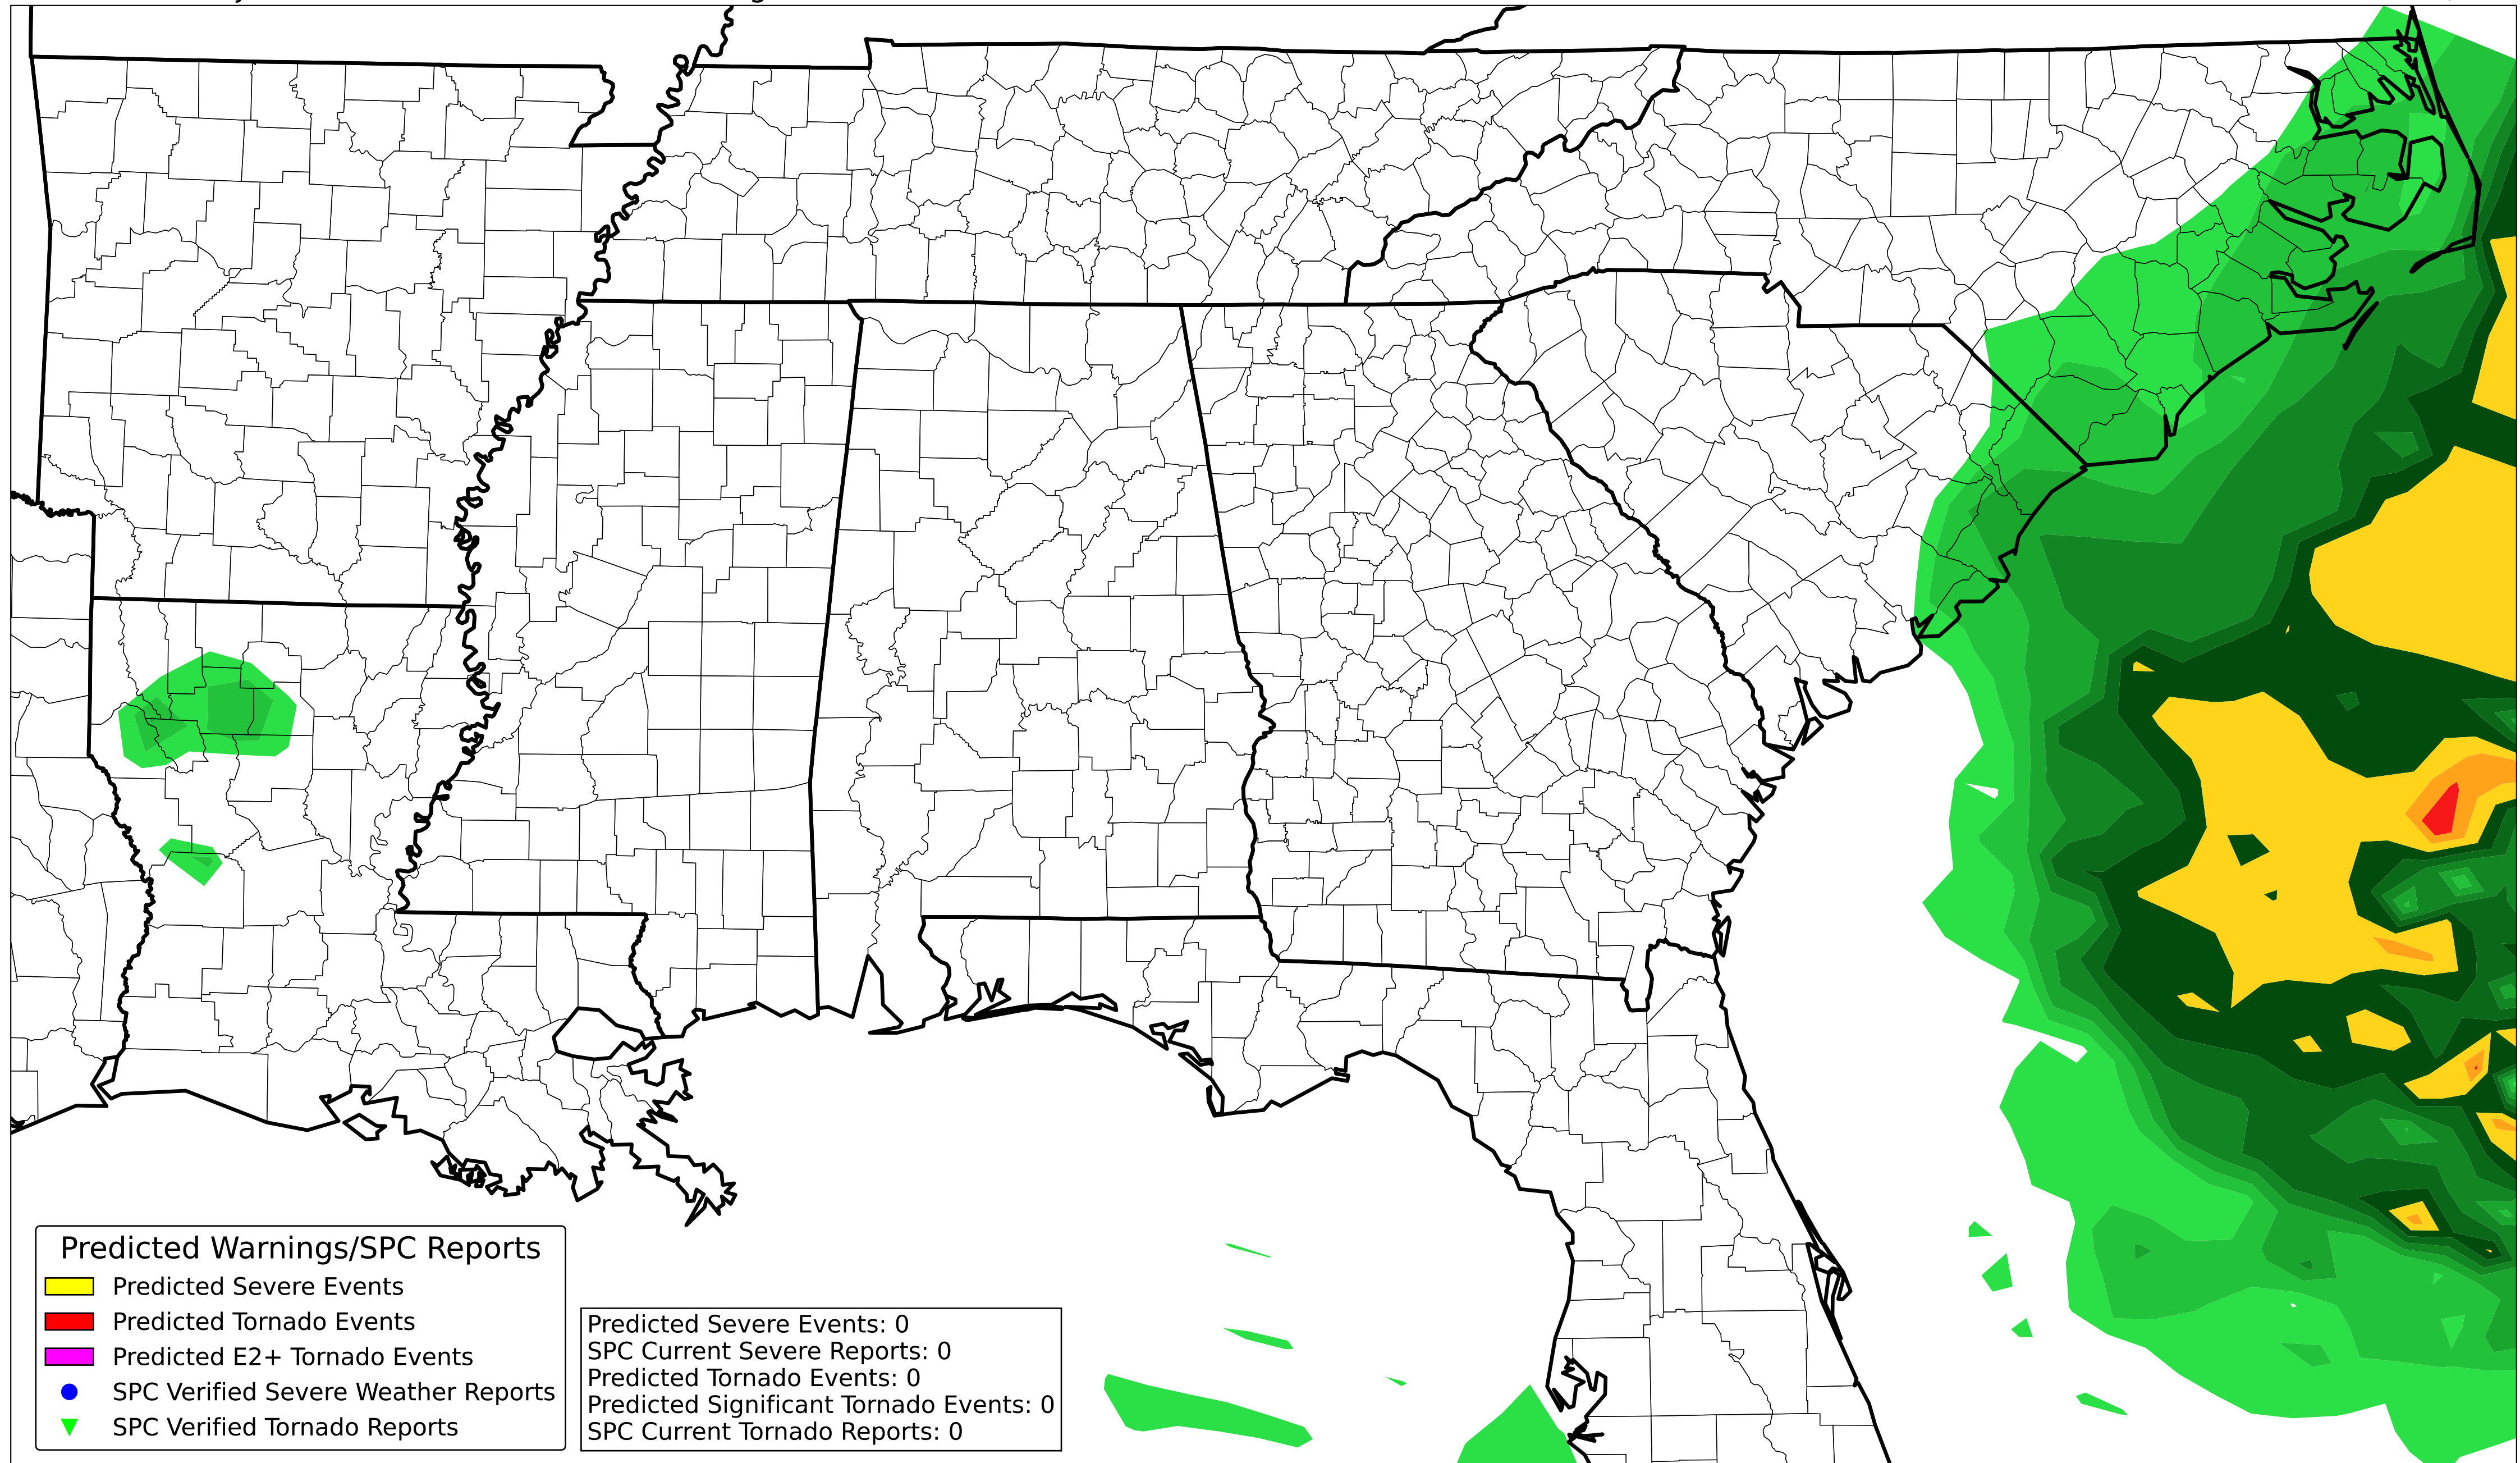 Predicted Warnings/SPC Reports
Predicted Severe Events
Predicted Tornado Events
Predicted E2+ Tornado Events
SPC Verified Severe Weather Reports
SPC Verified Tornado Reports
Predicted Severe Events: 0
SPC Current Severe Reports: 0
Predicted Tornado Events: 0
Predicted Significant Tornado Events: 0
SPC Current Tornado Reports: 0